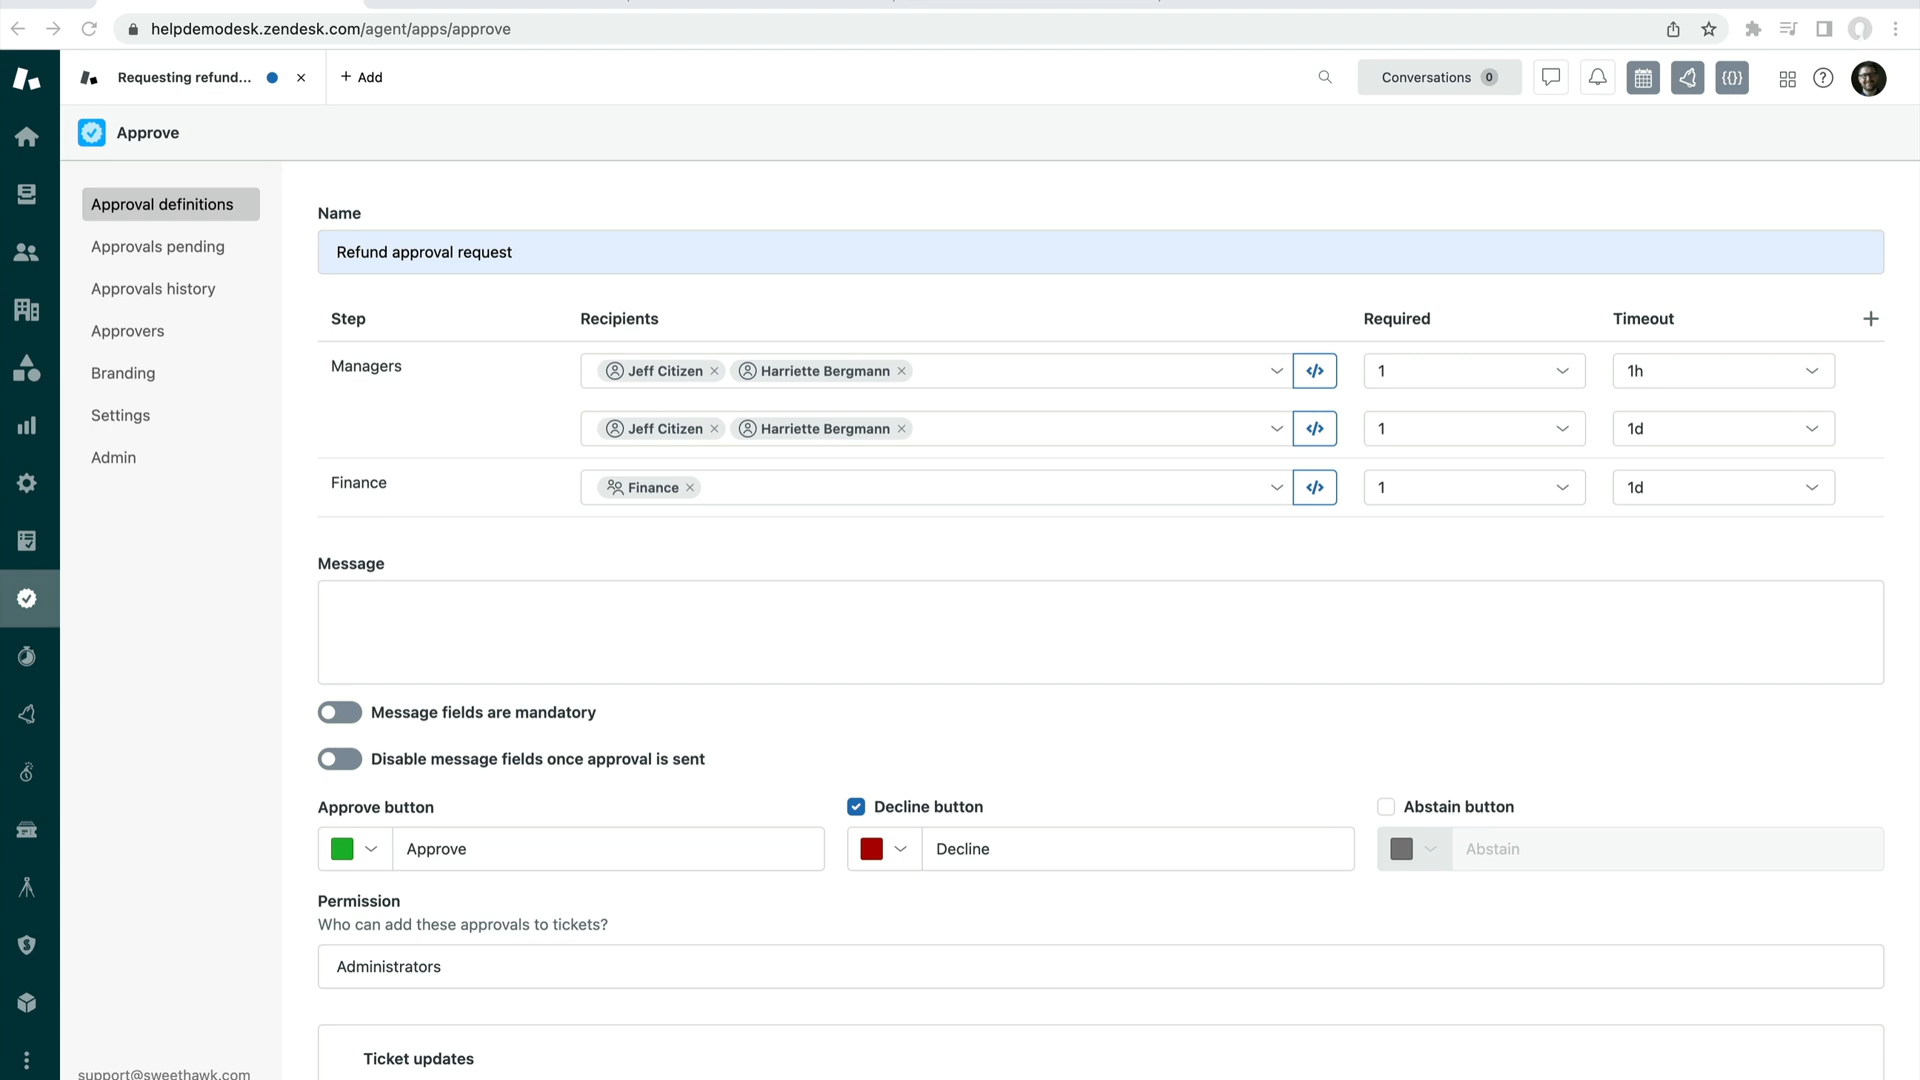 helpdemodesk.zendesk.com/agent/apps/approve
Requesting refund...
+ Add
Conversations 0
Approve
Approval definitions
Approvals pending
Approvals history
Approvers
Branding
Settings
Admin
support@sweethawk.com
Name
Refund approval request
Step Recipients Required Timeout
Managers Jeff Citizen Harriette Bergmann 1 1h
Jeff Citizen Harriette Bergmann 1 1d
Finance Finance 1 1d
Message
Message fields are mandatory
Disable message fields once approval is sent
Approve button Decline button Abstain button
Approve Decline Abstain
Permission
Who can add these approvals to tickets?
Administrators
Ticket updates